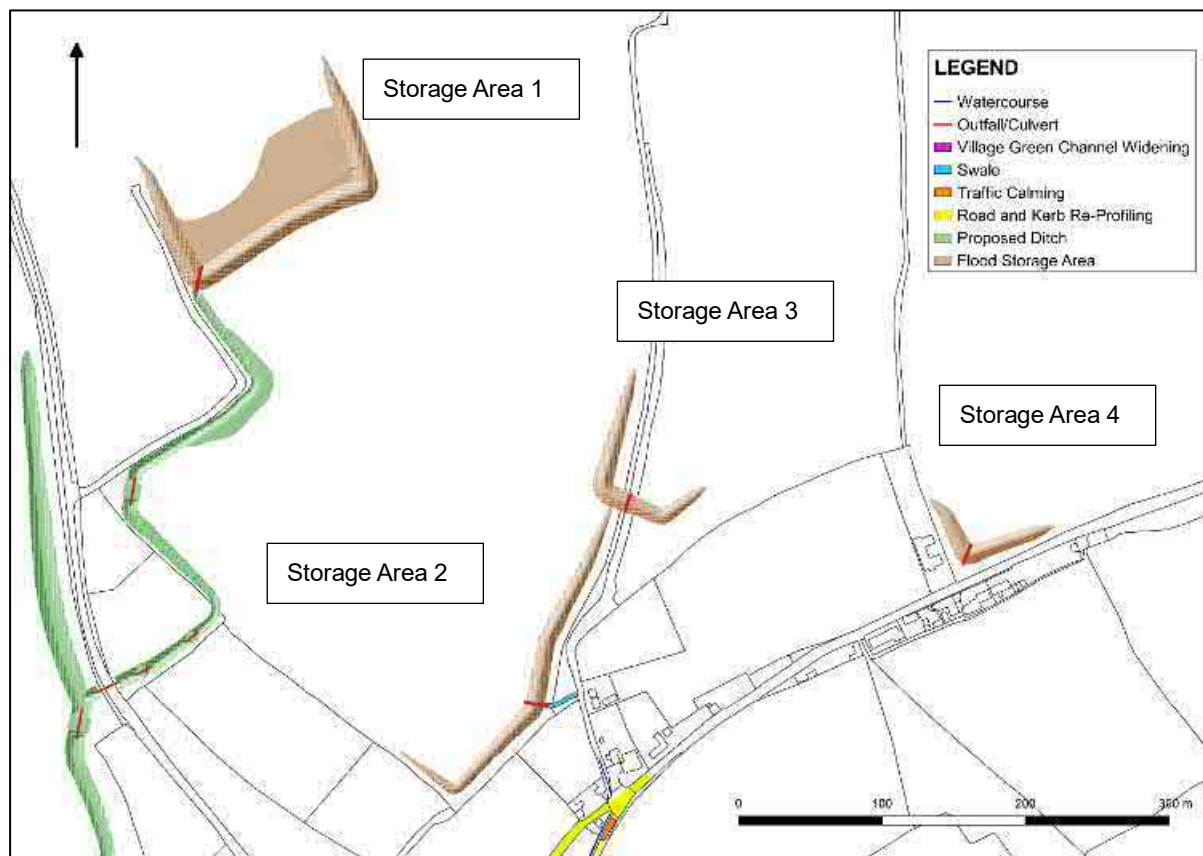 Storage Area 1
LEGEND
Watercourse
Outfall/Culvert
Village Green Channel Widening
Swale
Traffic Calming
Road and Kerb Re-Profiling
Proposed Ditch
Flood Storage Area
Storage Area 3
Storage Area 4
Storage Area 2
0 100 200 300 m